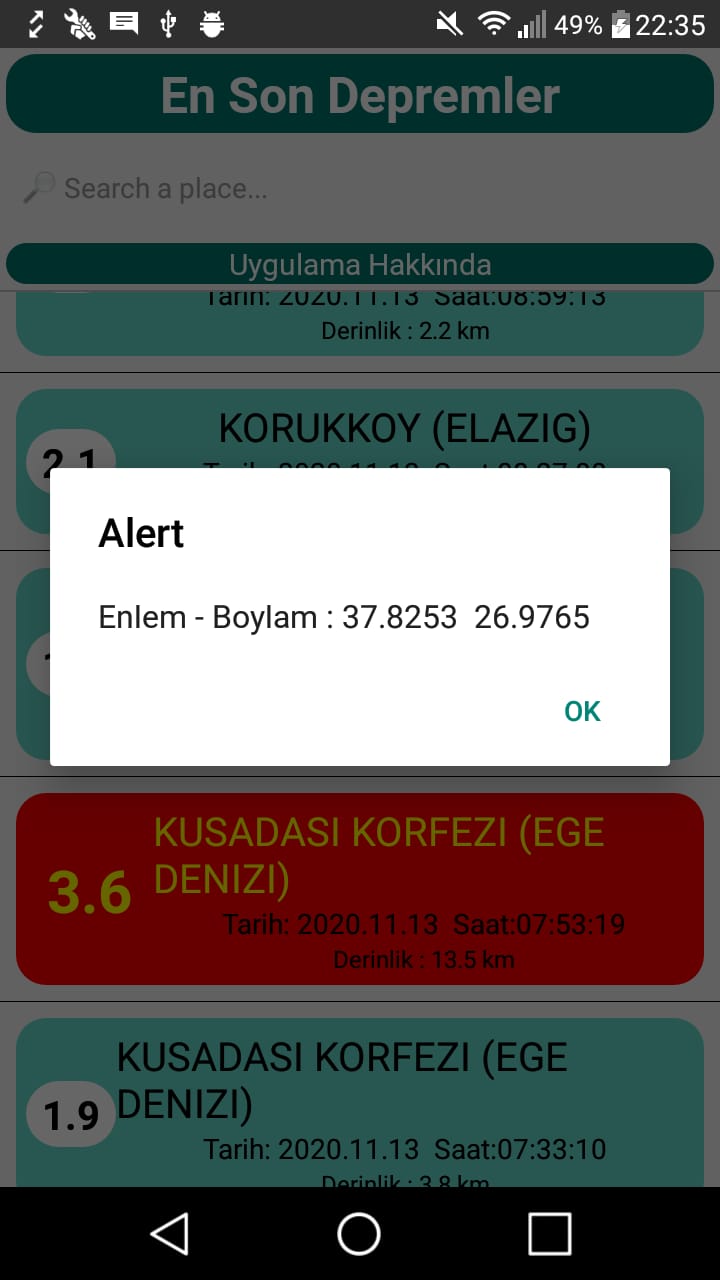 49% 22:35
En Son Depremler
Search a place...
Uygulama Hakkında
Tarih: 2020.11.13 Saat:08:59:13
Derinlik : 2.2 km
KORUKKOY (ELAZIG)
2.1
Alert
Enlem - Boylam : 37.8253 26.9765
OK
KUSADASI KORFEZI (EGE
DENIZI)
3.6
Tarih: 2020.11.13 Saat:07:53:19
Derinlik : 13.5 km
KUSADASI KORFEZI (EGE
DENIZI)
1.9
Tarih: 2020.11.13 Saat:07:33:10
Derinlik : 3.8 km